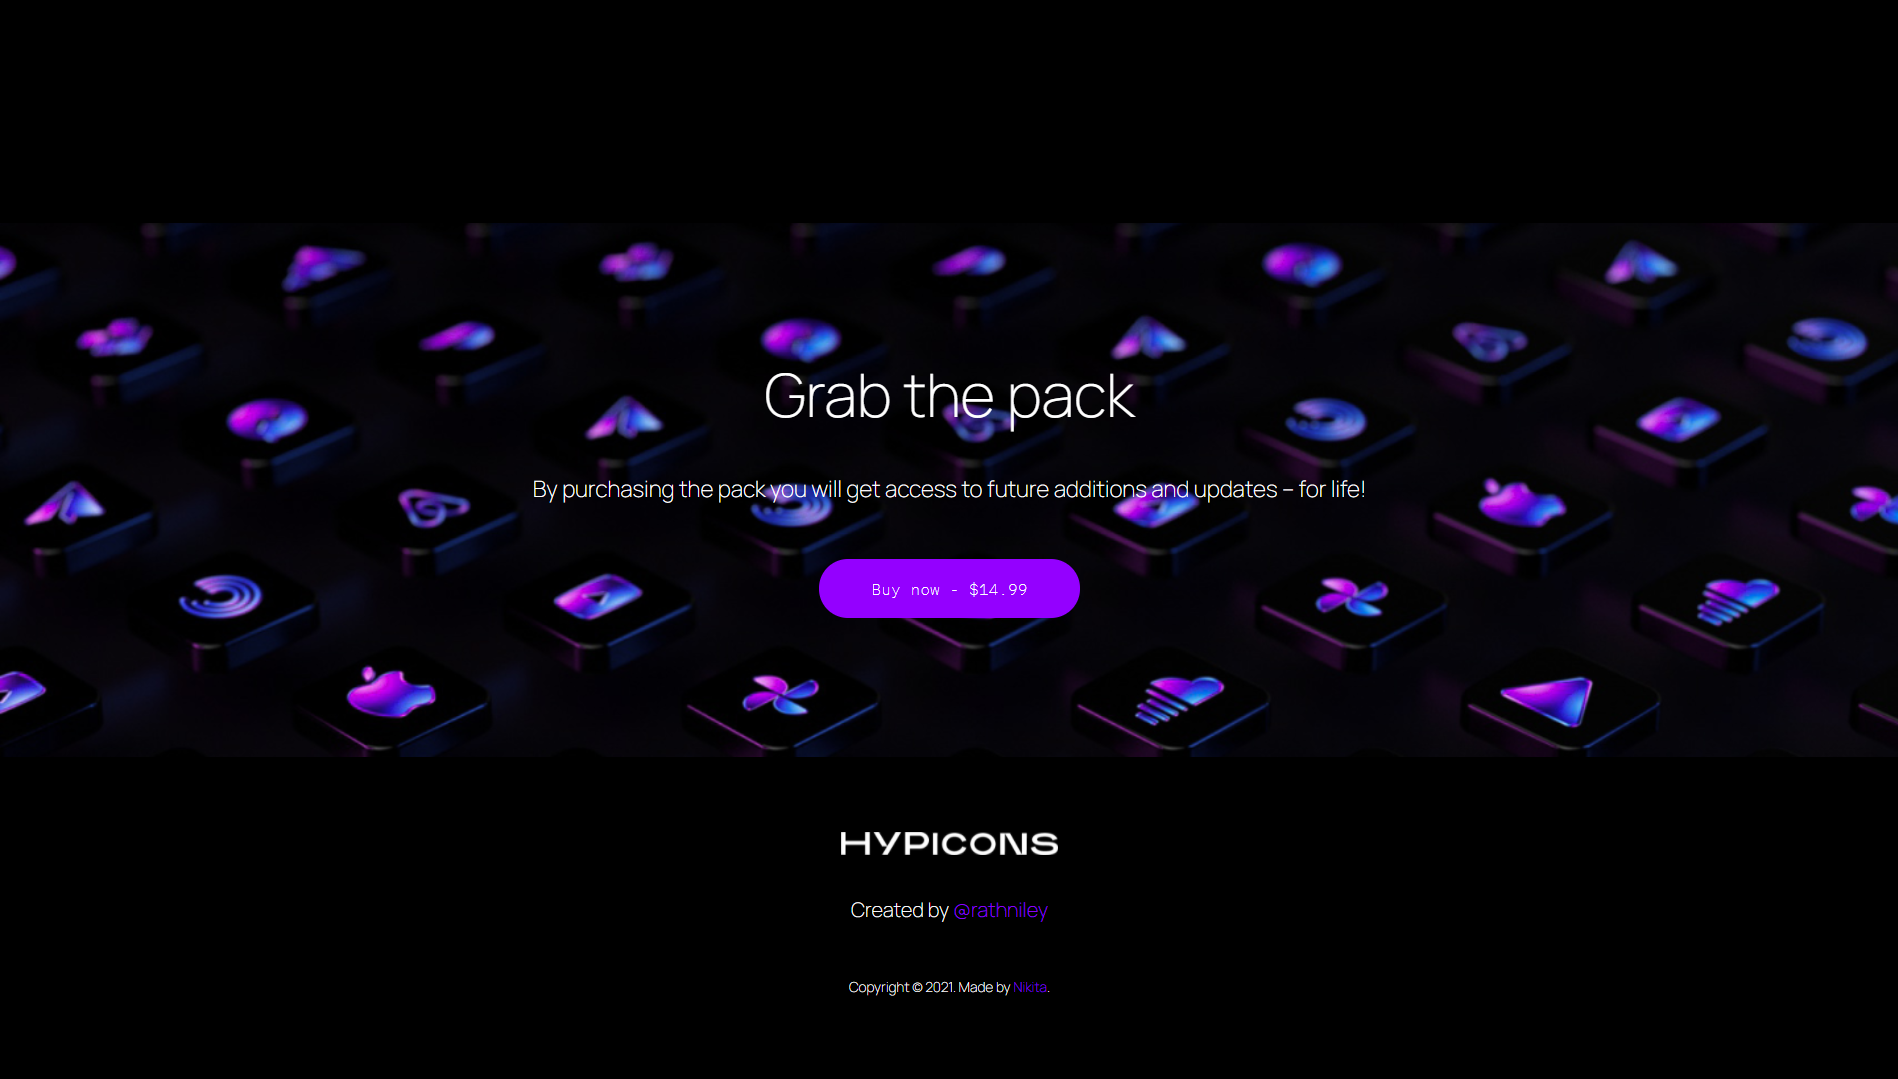 Grab the pack
By purchasing the pack you will get access to future additions and updates – for life!
Buy now - $14.99
HYPICONS
Created by @rathniley
Copyright © 2021. Made by Nikita.